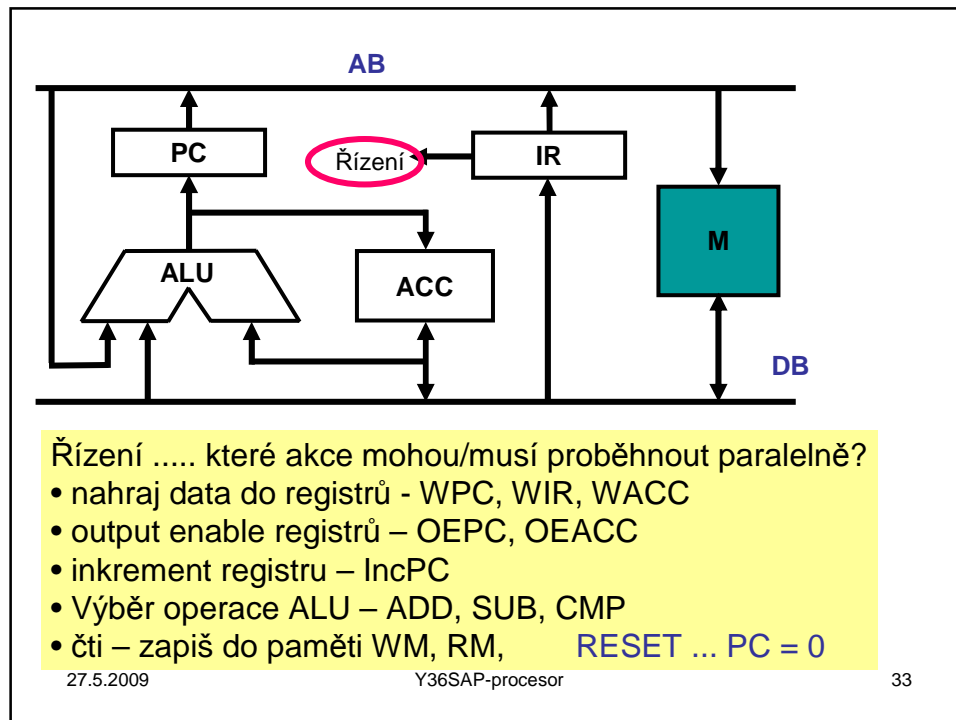 AB
PC
Řízení
IR
M
ALU
ACC
DB
Řízení ..... které akce mohou/musí proběhnout paralelně?
• nahraj data do registrů - WPC, WIR, WACC
• output enable registrů – OEPC, OEACC
• inkrement registru – IncPC
• Výběr operace ALU – ADD, SUB, CMP
• čti – zapiš do paměti WM, RM, RESET ... PC = 0
27.5.2009 Y36SAP-procesor 33